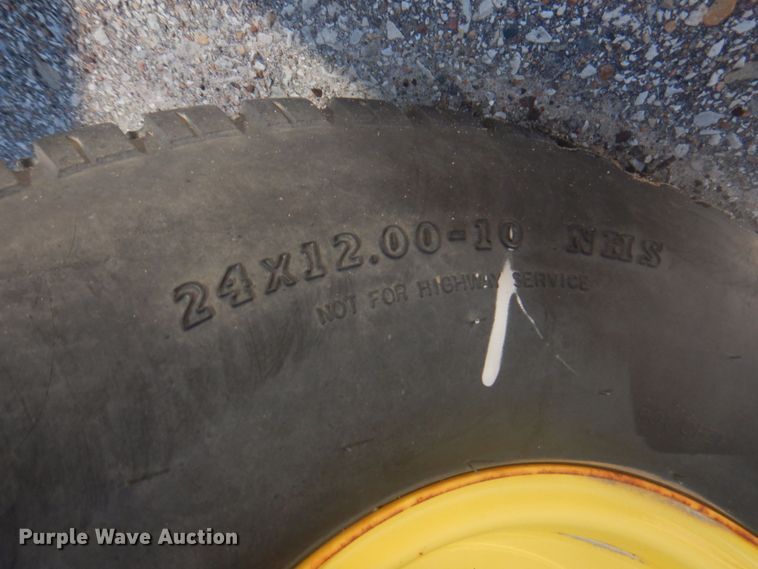 24X12.00-10 NHS
NOT FOR HIGHWAY SERVICE
Purple Wave Auction